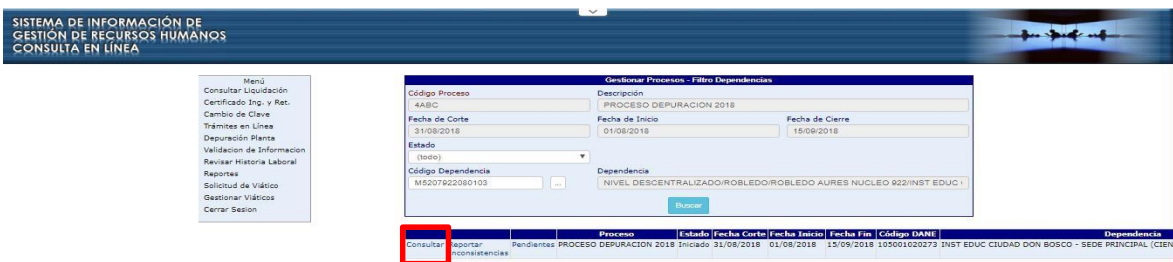 SISTEMA DE INFORMACIÓN DE
GESTIÓN DE RECURSOS HUMANOS
CONSULTA EN LÍNEA
Menú
Consultar Liquidación
Certificado Ing. y Ret.
Cambio de Clave
Trámites en Línea
Depuración Planta
Validacion de Informacion
Revisar Historia Laboral
Reportes
Solicitud de Viático
Gestionar Viáticos
Cerrar Sesion
Gestionar Procesos - Filtro Dependencias
Código Proceso Descripción
4ABC PROCESO DEPURACION 2018
Fecha de Corte Fecha de Inicio Fecha de Cierre
31/08/2018 01/08/2018 15/09/2018
Estado
(todo)
Código Dependencia Dependencia
M5207922080103 ... NIVEL DESCENTRALIZADO/ROBLEDO/ROBLEDO AURES NUCLEO 922/INST EDUC
Buscar
Proceso Estado Fecha Corte Fecha Inicio Fecha Fin Código DANE Dependencia
Consultar Reportar Pendientes PROCESO DEPURACION 2018 Iniciado 31/08/2018 01/08/2018 15/09/2018 105001020273 INST EDUC CIUDAD DON BOSCO - SEDE PRINCIPAL (CIEN
inconsistencias